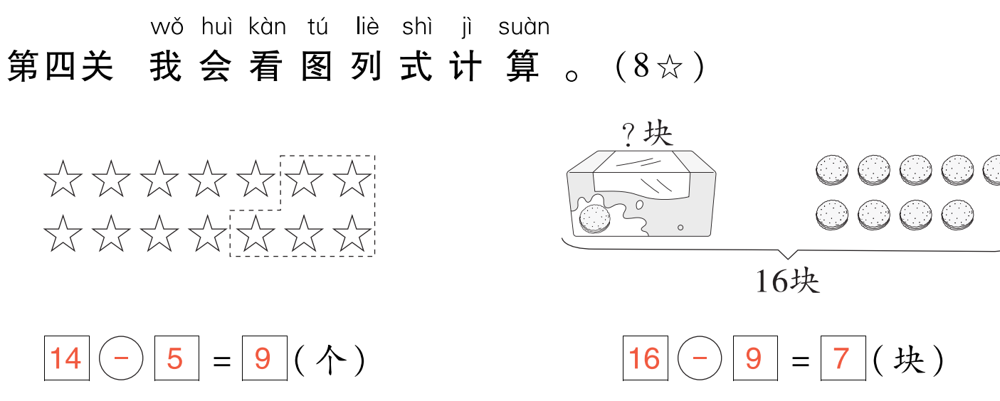 wǒ huì kàn tú liè shì jì suàn
第四关 我会看图列式计算。(8☆)
?块
16块
14 - 5 = 9 (个)
16 - 9 = 7 (块)